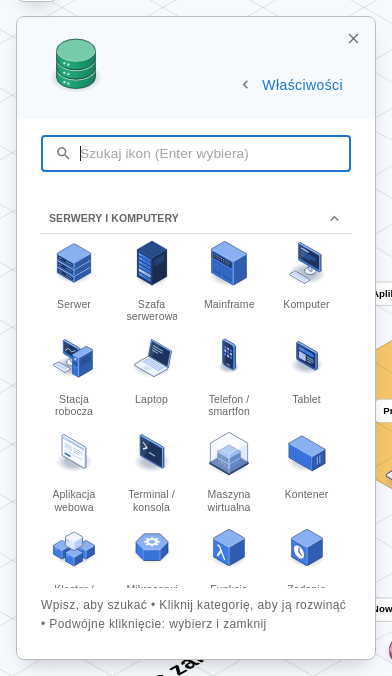 Właściwości
Szukaj ikon (Enter wybiera)
SERWERY I KOMPUTERY
Serwer
Szafa
serwerowa
Mainframe
Komputer
Stacja
robocza
Laptop
Telefon /
smartfon
Tablet
Aplikacja
webowa
Terminal /
konsola
Maszyna
wirtualna
Kontener
Wpisz, aby szukać • Kliknij kategorię, aby ją rozwinąć
• Podwójne kliknięcie: wybierz i zamknij